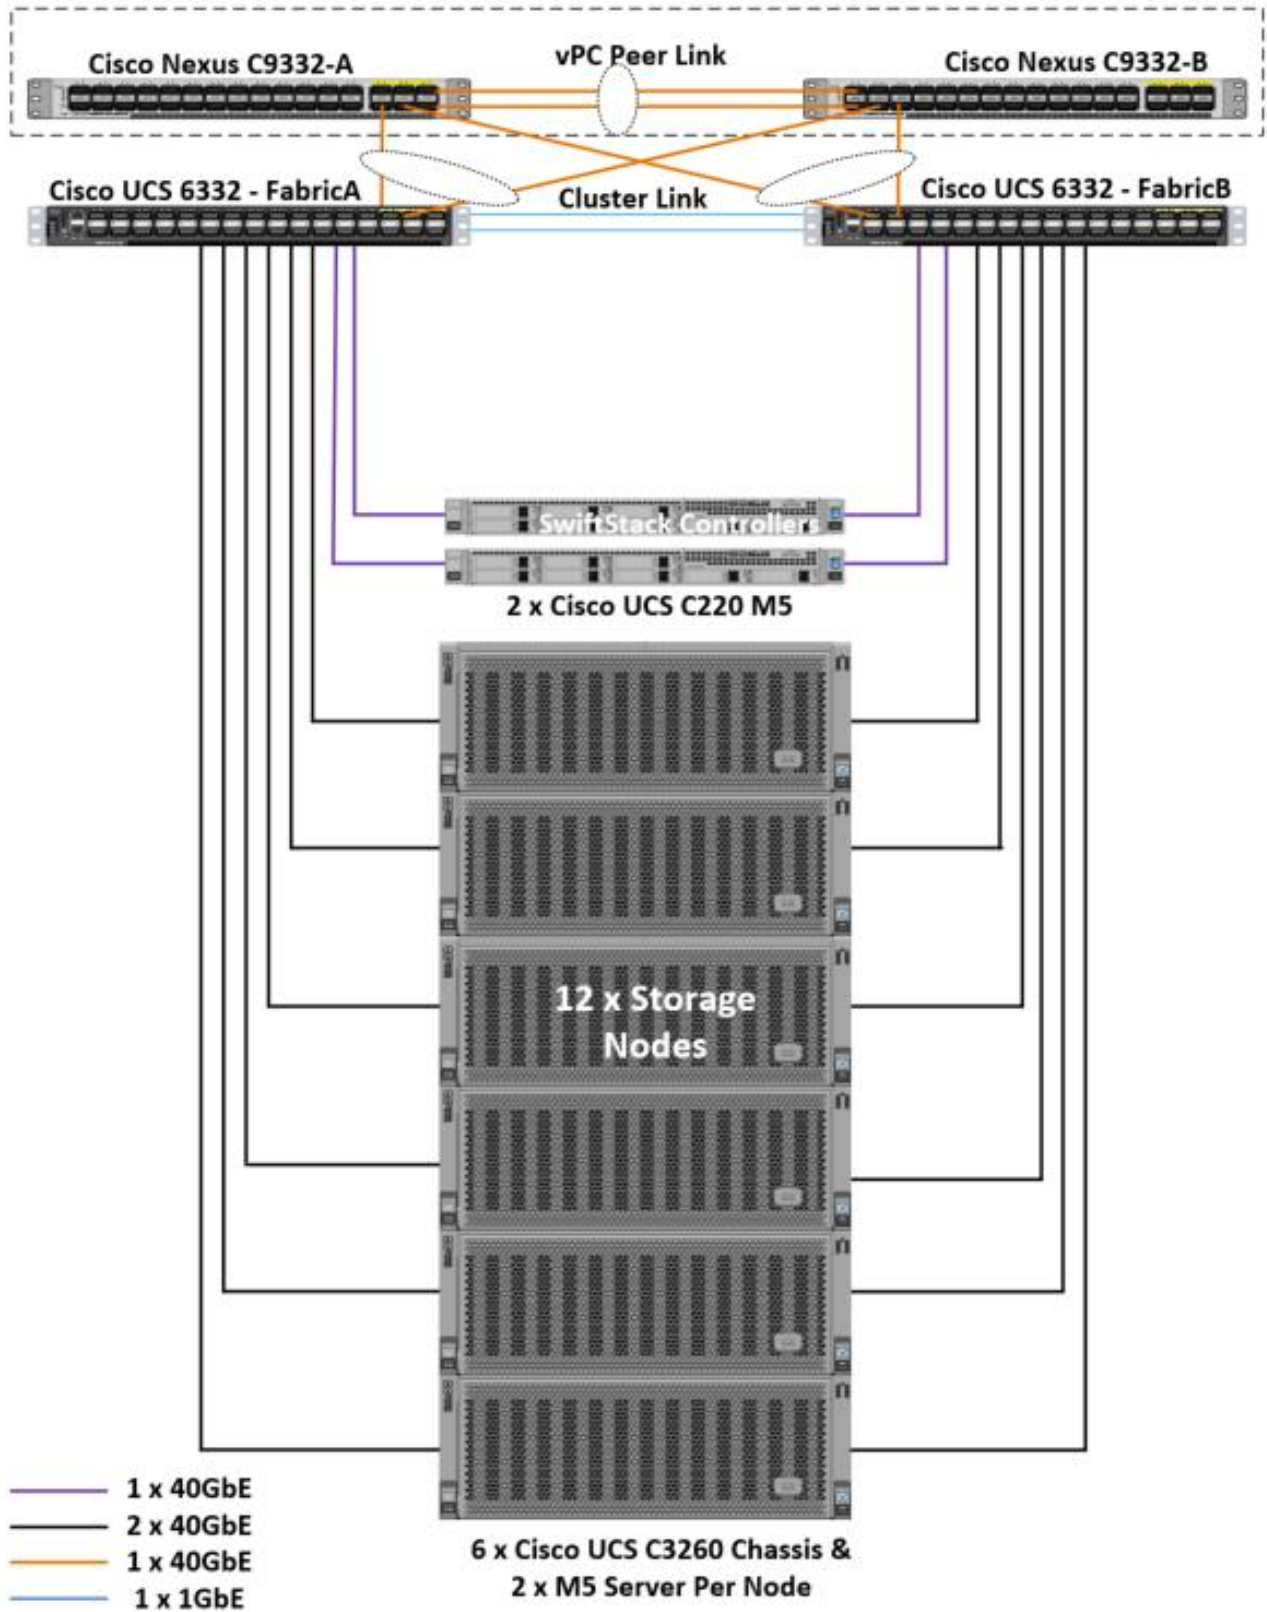 vPC Peer Link
Cisco Nexus C9332-A
Cisco Nexus C9332-B
Cisco UCS 6332 - FabricA
Cluster Link
Cisco UCS 6332 - FabricB
SwiftStack Controllers
2 x Cisco UCS C220 M5
12 x Storage
Nodes
1 x 40GbE
2 x 40GbE
1 x 40GbE
1 x 1GbE
6 x Cisco UCS C3260 Chassis &
2 x M5 Server Per Node